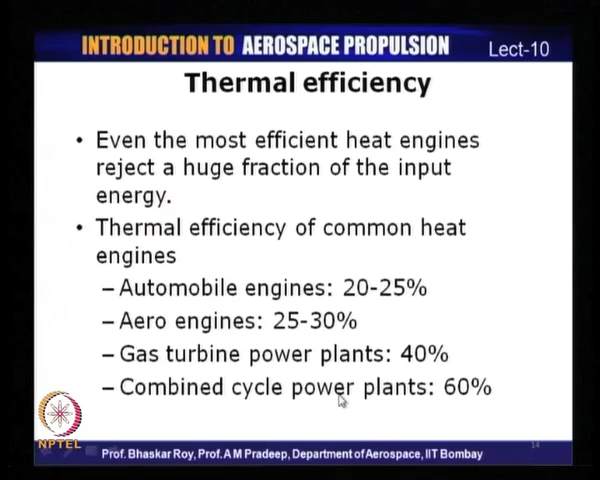 INTRODUCTION TO AEROSPACE PROPULSION Lect-10
Thermal efficiency
• Even the most efficient heat engines
reject a huge fraction of the input
energy.
• Thermal efficiency of common heat
engines
– Automobile engines: 20-25%
– Aero engines: 25-30%
– Gas turbine power plants: 40%
– Combined cycle power plants: 60%
NPTEL
14
Prof. Bhaskar Roy, Prof. A M Pradeep, Department of Aerospace, IIT Bombay